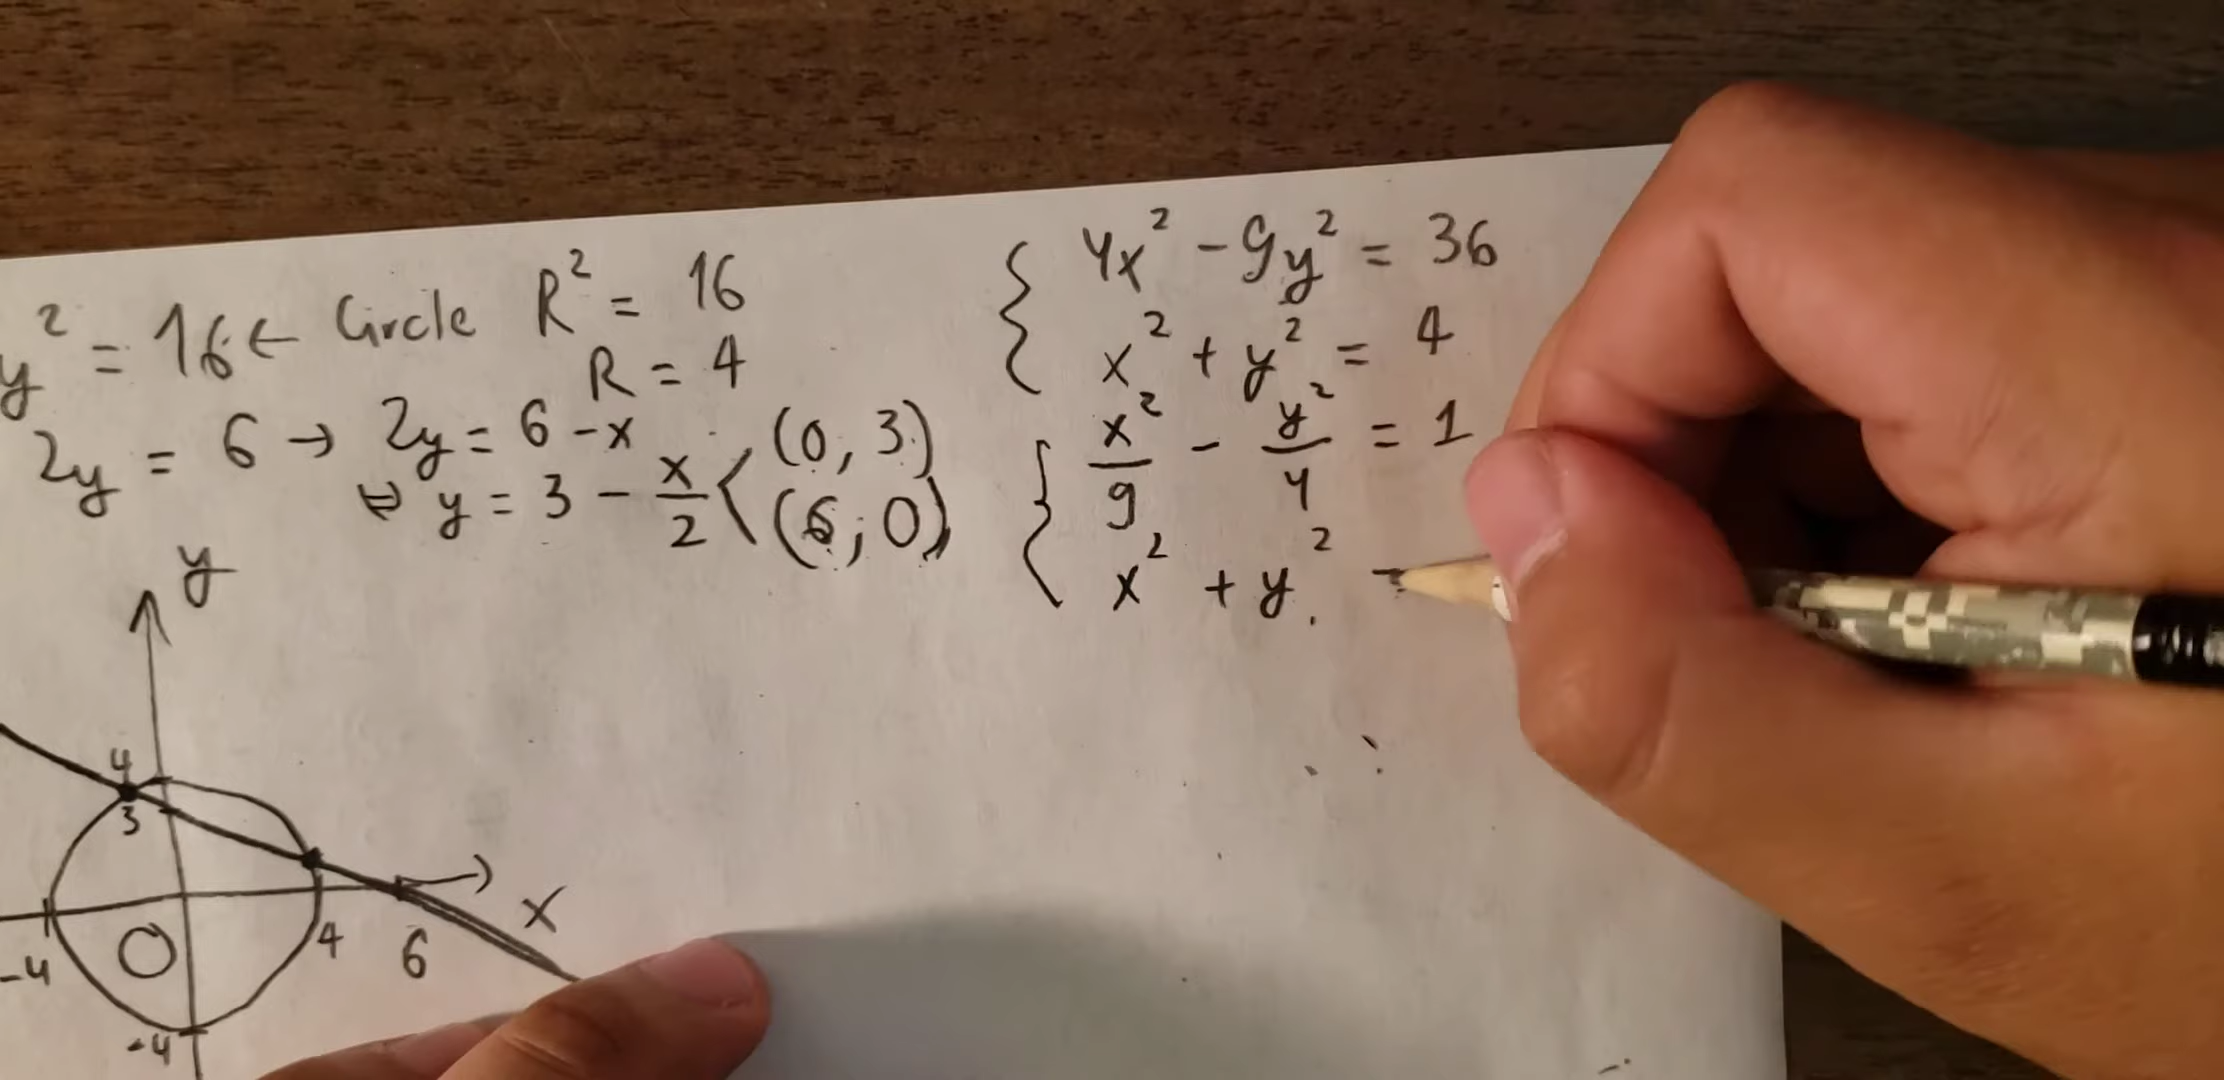 y² = 16 ← Circle R² = 16
R = 4
2y = 6 → 2y = 6 - x
⇔ y = 3 - x/2 < (0, 3)
(6, 0)
{ 4x² - 9y² = 36
x² + y² = 4
{ x²/9 - y²/4 = 1
x² + y² -
y
4
3
-4
O
4
6
x
-4